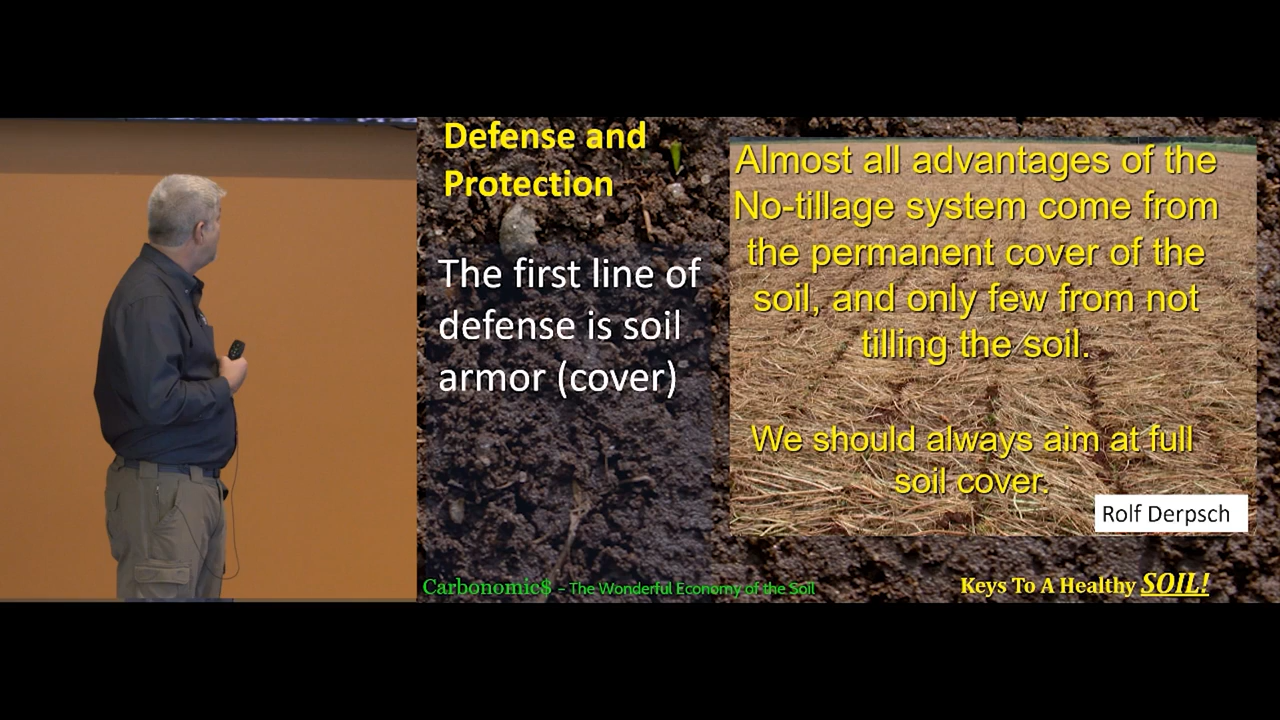 Defense and
Protection
The first line of
defense is soil
armor (cover)
Almost all advantages of the
No-tillage system come from
the permanent cover of the
soil, and only few from not
tilling the soil.
We should always aim at full
soil cover.
Rolf Derpsch
Carbonomic$ – The Wonderful Economy of the Soil
Keys To A Healthy SOIL!